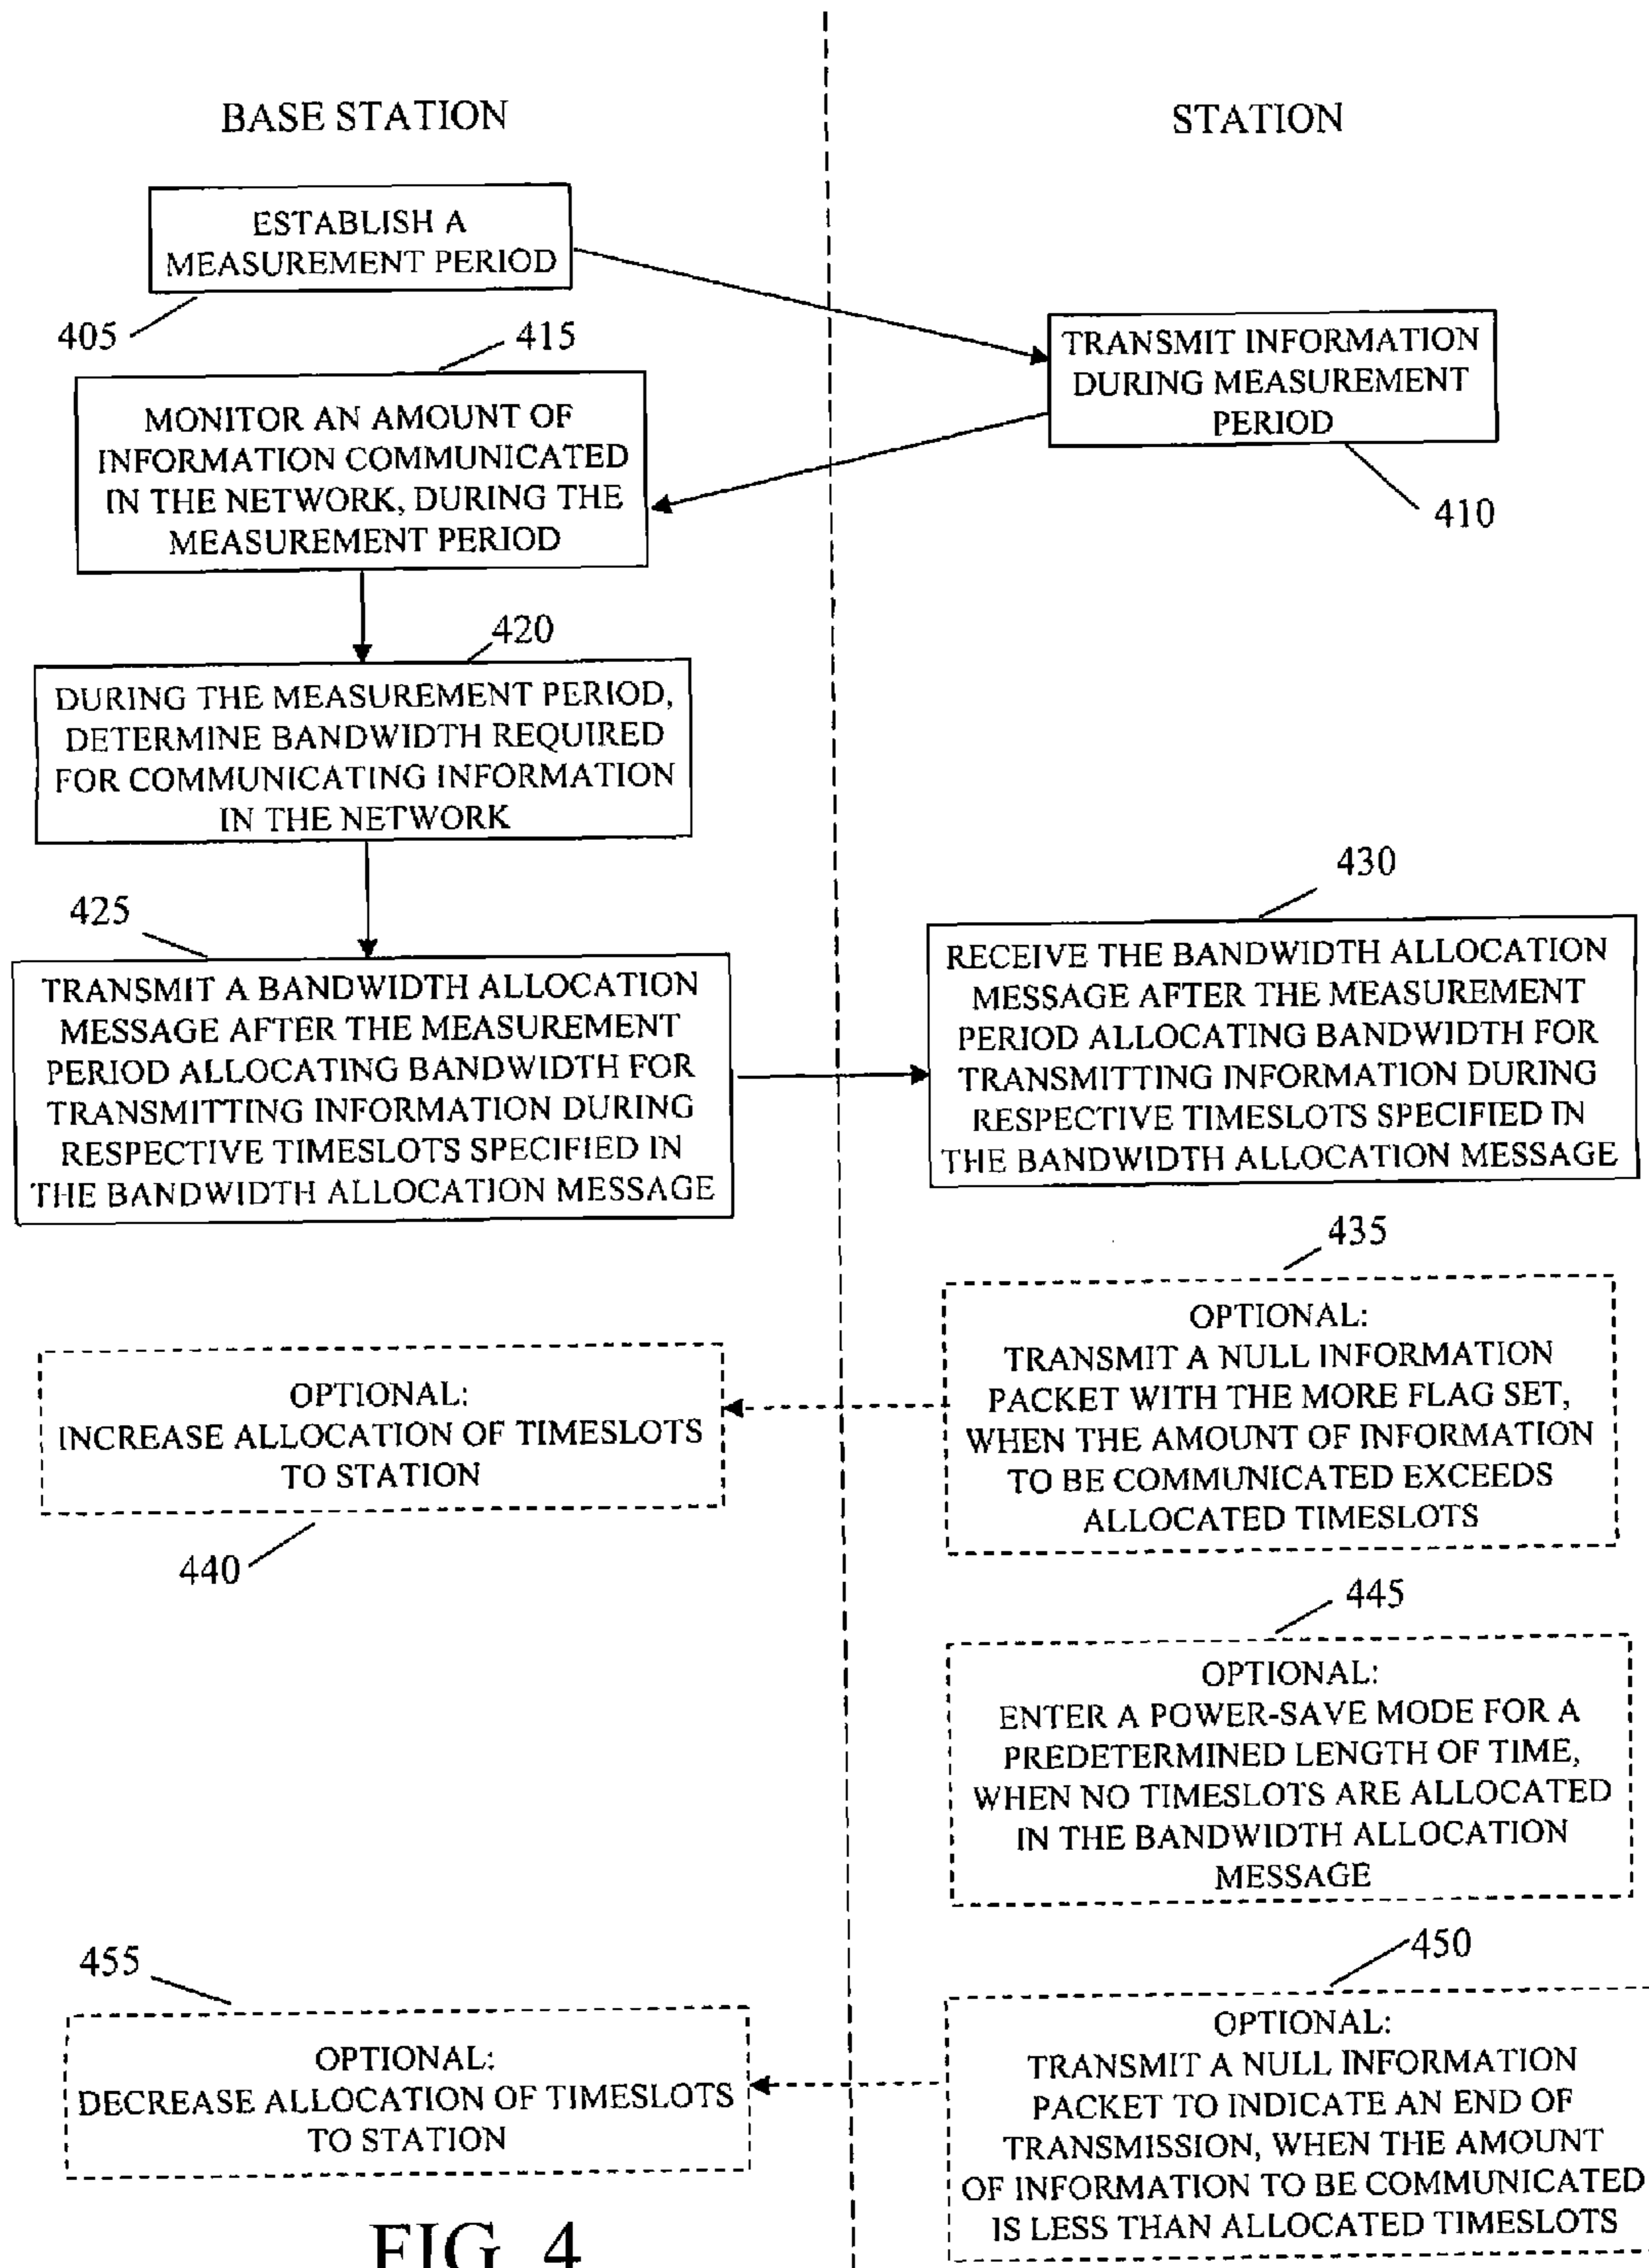 BASE STATION
STATION
ESTABLISH A
MEASUREMENT PERIOD
405
415
TRANSMIT INFORMATION
DURING MEASUREMENT
PERIOD
410
MONITOR AN AMOUNT OF
INFORMATION COMMUNICATED
IN THE NETWORK, DURING THE
MEASUREMENT PERIOD
420
DURING THE MEASUREMENT PERIOD,
DETERMINE BANDWIDTH REQUIRED
FOR COMMUNICATING INFORMATION
IN THE NETWORK
425
TRANSMIT A BANDWIDTH ALLOCATION
MESSAGE AFTER THE MEASUREMENT
PERIOD ALLOCATING BANDWIDTH FOR
TRANSMITTING INFORMATION DURING
RESPECTIVE TIMESLOTS SPECIFIED IN
THE BANDWIDTH ALLOCATION MESSAGE
430
RECEIVE THE BANDWIDTH ALLOCATION
MESSAGE AFTER THE MEASUREMENT
PERIOD ALLOCATING BANDWIDTH FOR
TRANSMITTING INFORMATION DURING
RESPECTIVE TIMESLOTS SPECIFIED IN
THE BANDWIDTH ALLOCATION MESSAGE
435
OPTIONAL:
TRANSMIT A NULL INFORMATION
PACKET WITH THE MORE FLAG SET,
WHEN THE AMOUNT OF INFORMATION
TO BE COMMUNICATED EXCEEDS
ALLOCATED TIMESLOTS
OPTIONAL:
INCREASE ALLOCATION OF TIMESLOTS
TO STATION
440
445
OPTIONAL:
ENTER A POWER-SAVE MODE FOR A
PREDETERMINED LENGTH OF TIME,
WHEN NO TIMESLOTS ARE ALLOCATED
IN THE BANDWIDTH ALLOCATION
MESSAGE
450
OPTIONAL:
TRANSMIT A NULL INFORMATION
PACKET TO INDICATE AN END OF
TRANSMISSION, WHEN THE AMOUNT
OF INFORMATION TO BE COMMUNICATED
IS LESS THAN ALLOCATED TIMESLOTS
455
OPTIONAL:
DECREASE ALLOCATION OF TIMESLOTS
TO STATION
FIG. 4